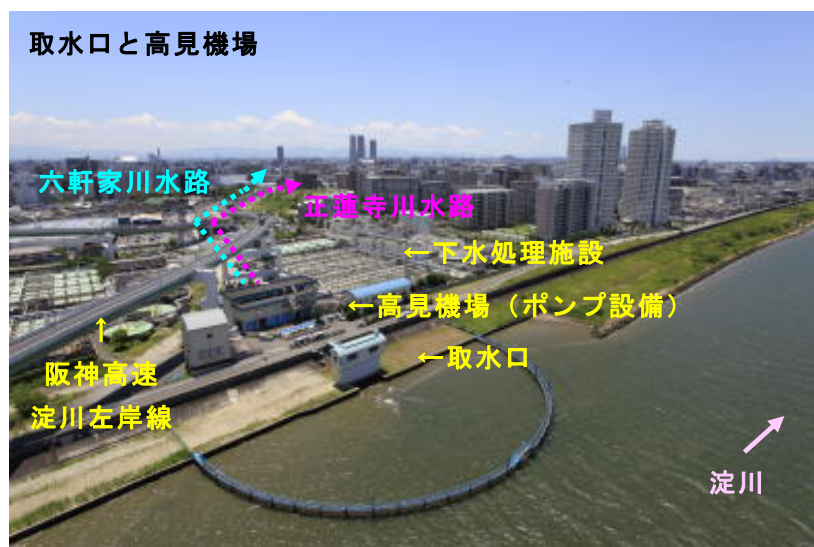 取水口と高見機場
六軒家川水路
正蓮寺川水路
←下水処理施設
←高見機場（ポンプ設備）
←取水口
↑
阪神高速
淀川左岸線
淀川